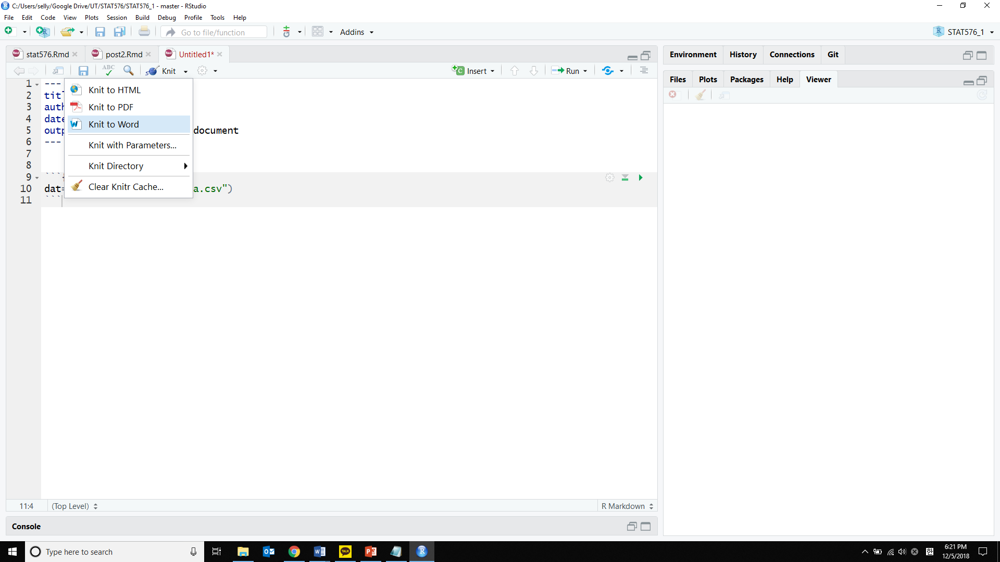 C:/Users/selly/Google Drive/UT/STAT576/STAT576_1 - master - RStudio
File Edit Code View Plots Session Build Debug Profile Tools Help
Go to file/function Addins STAT576_1
stat576.Rmd post2.Rmd Untitled1*
Environment History Connections Git
ABC Knit Insert Run
Files Plots Packages Help Viewer
1 ---
2 titl
3 auth
4 date
5 outp document
6 ---
7
8
9 ```{
10 dat= a.csv")
11 ```
Knit to HTML
Knit to PDF
Knit to Word
Knit with Parameters...
Knit Directory
Clear Knitr Cache...
11:4 (Top Level) R Markdown
Console
Type here to search
6:21 PM
12/5/2018